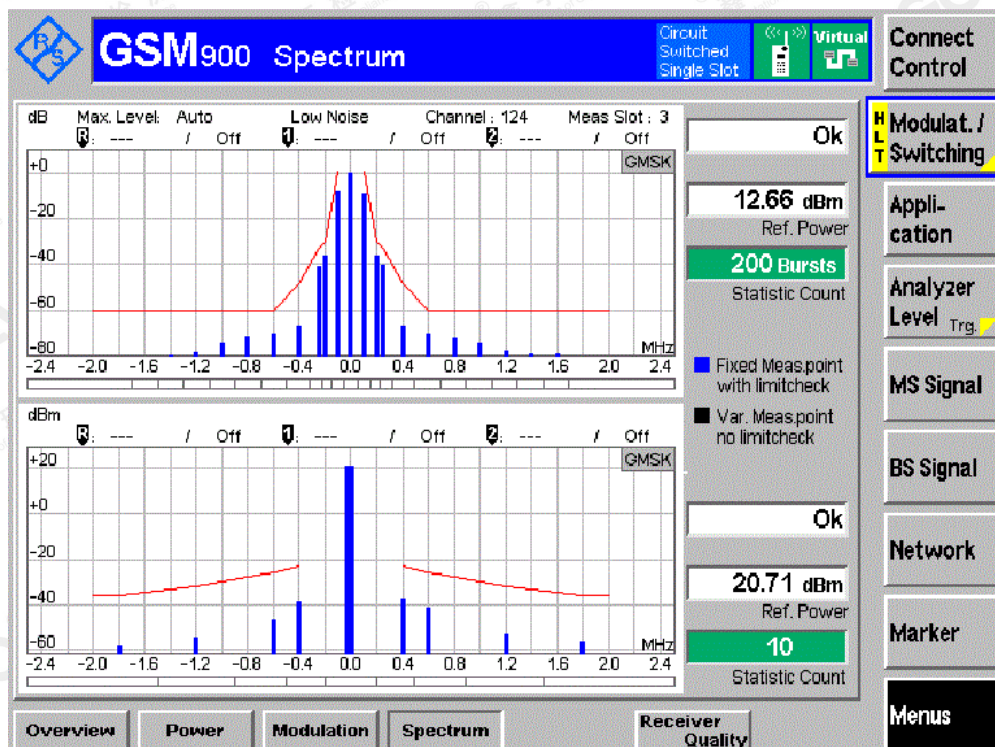 R/S
GSM900 Spectrum
Circuit
Switched
Single Slot
Virtual
Connect
Control
dB Max. Level: Auto Low Noise Channel : 124 Meas Slot : 3
R: --- / Off 1: --- / Off 2: --- / Off
GMSK
+0
-20
-40
-60
-80
MHz
-2.4 -2.0 -1.6 -1.2 -0.8 -0.4 0.0 0.4 0.8 1.2 1.6 2.0 2.4
Ok
12.66 dBm
Ref. Power
200 Bursts
Statistic Count
Fixed Meas.point
with limitcheck
Var. Meas.point
no limitcheck
dBm
R: --- / Off 1: --- / Off 2: --- / Off
GMSK
+20
+0
-20
-40
-60
MHz
-2.4 -2.0 -1.6 -1.2 -0.8 -0.4 0.0 0.4 0.8 1.2 1.6 2.0 2.4
Ok
20.71 dBm
Ref. Power
10
Statistic Count
HLT
Modulat. /
Switching
Appli-
cation
Analyzer
Level Trg.
MS Signal
BS Signal
Network
Marker
Menus
Overview
Power
Modulation
Spectrum
Receiver
Quality